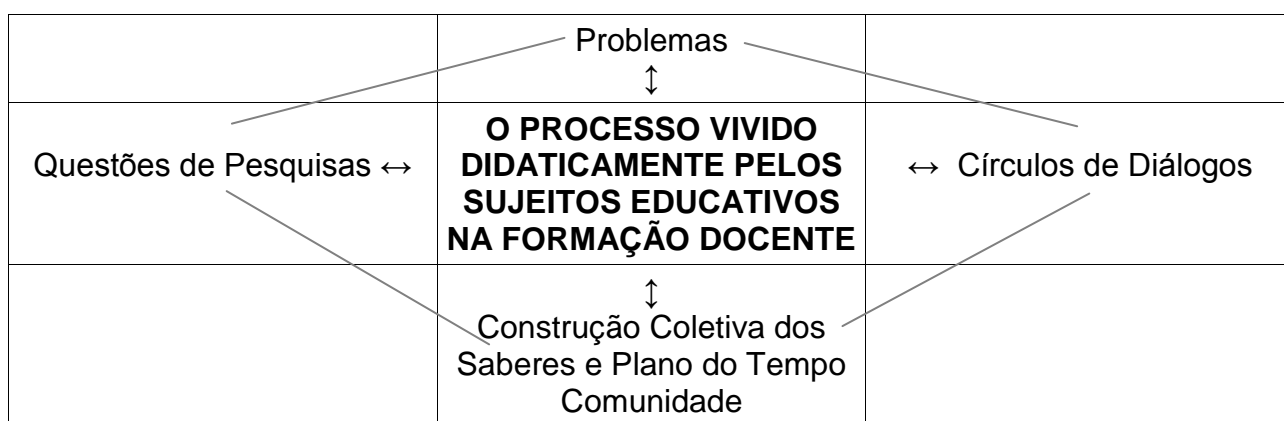 Problemas
↕
Questões de Pesquisas ↔
O PROCESSO VIVIDO
DIDATICAMENTE PELOS
SUJEITOS EDUCATIVOS
NA FORMAÇÃO DOCENTE
↔ Círculos de Diálogos
↕
Construção Coletiva dos
Saberes e Plano do Tempo
Comunidade